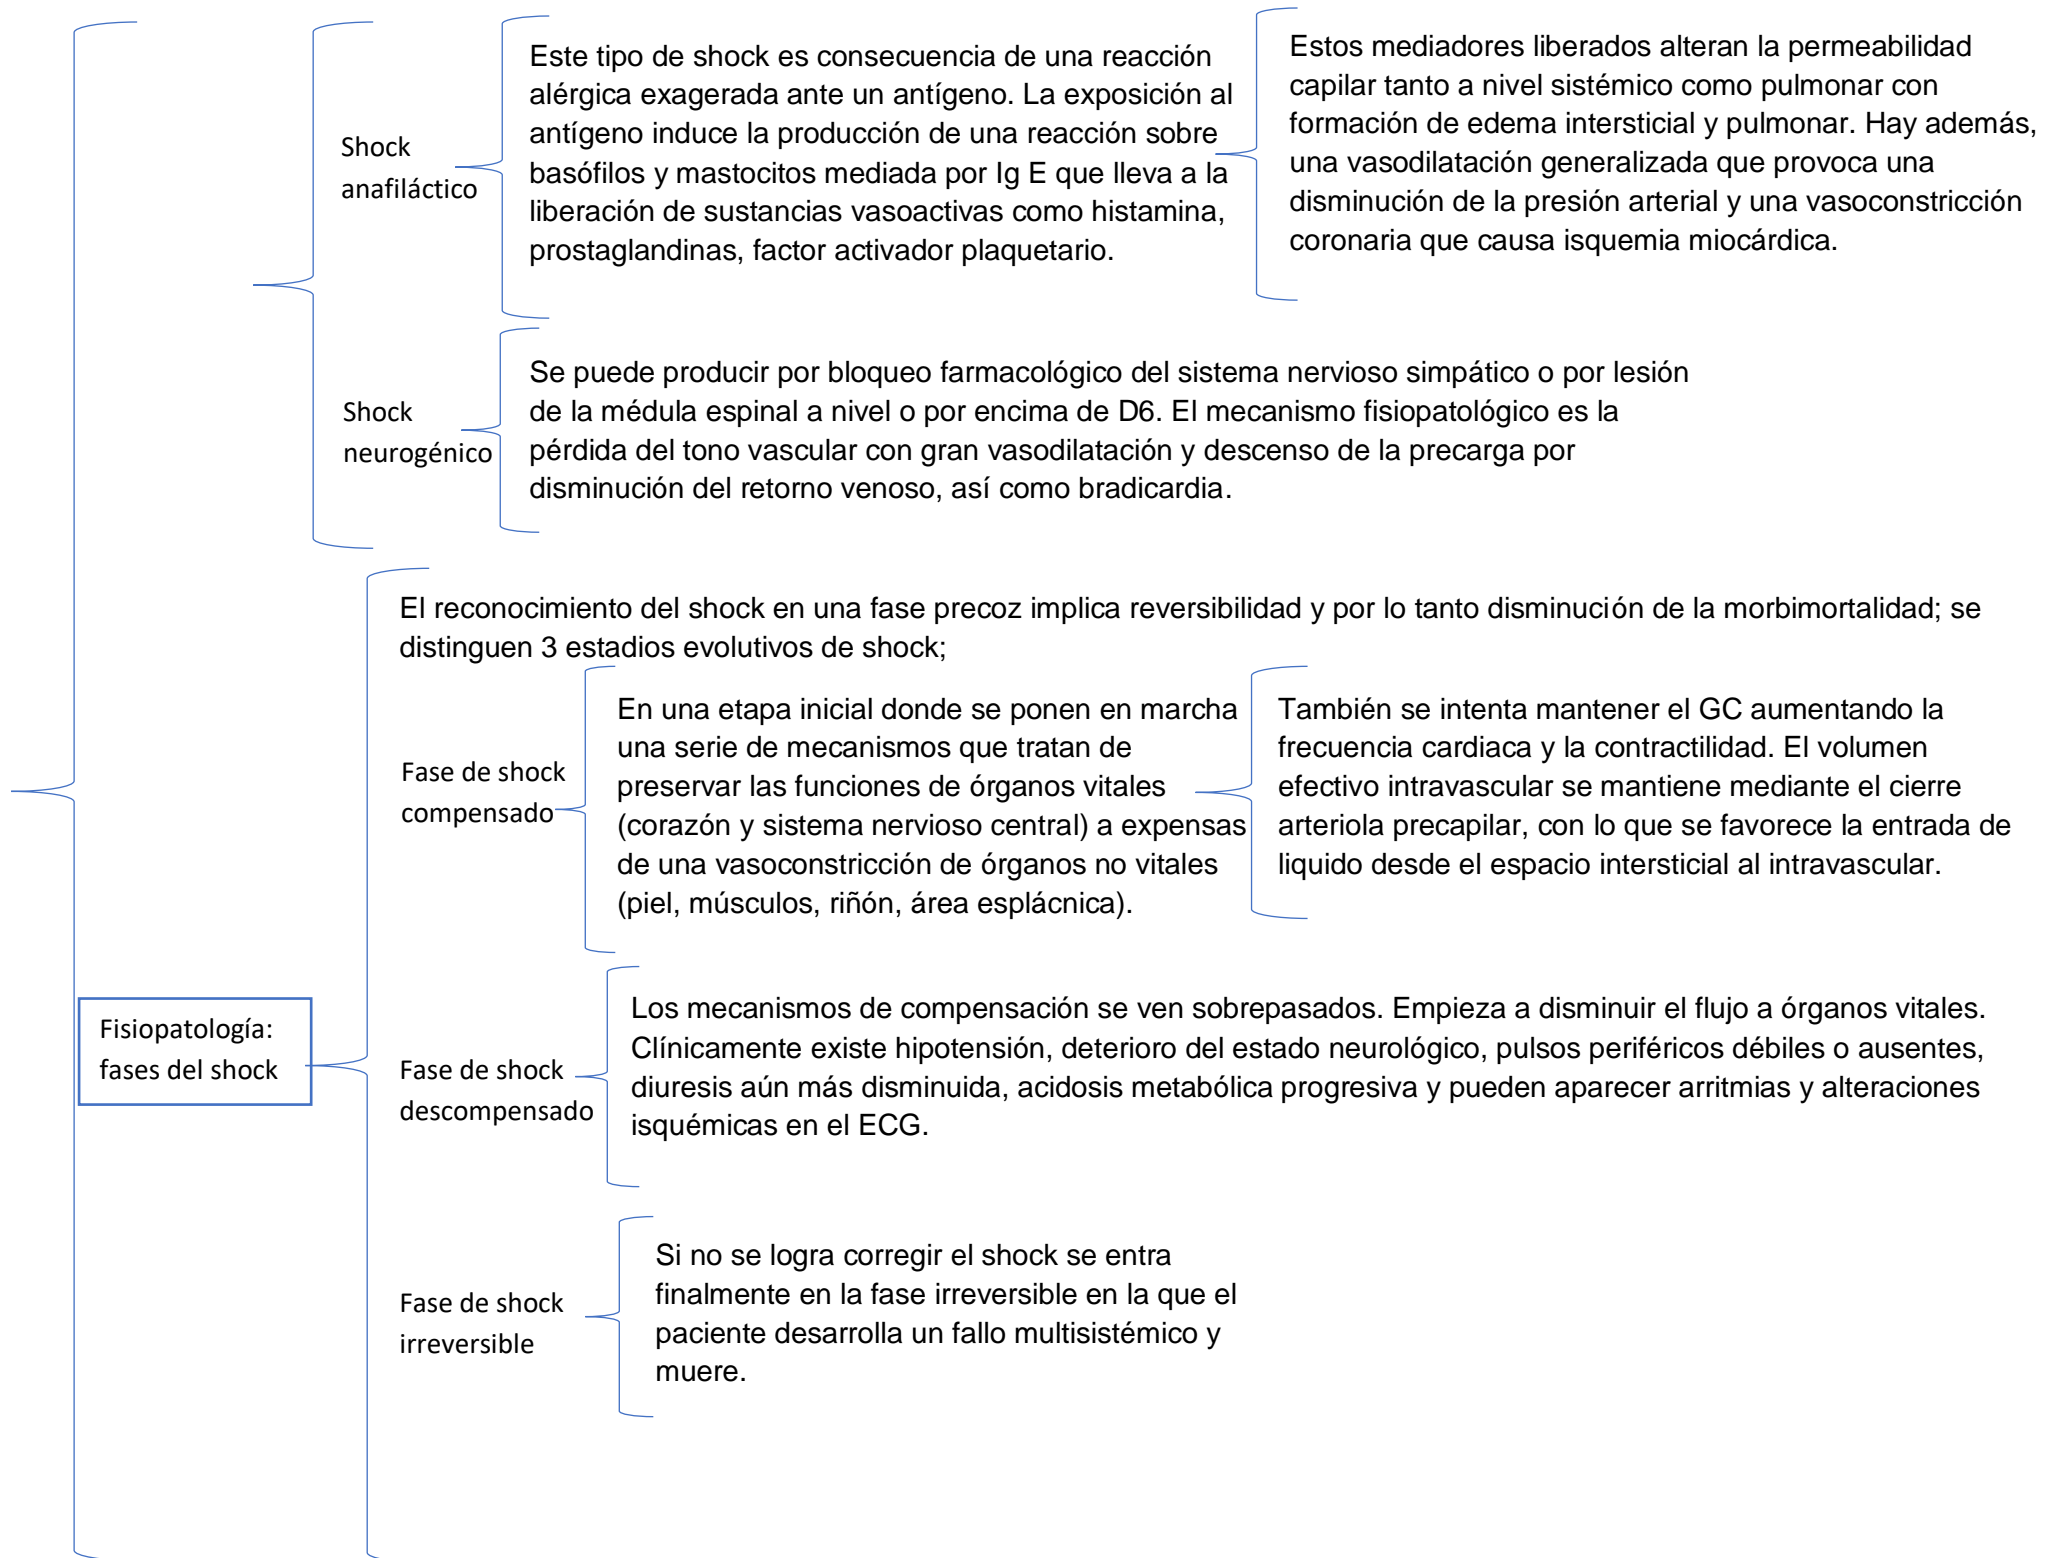 Shock
anafiláctico
Este tipo de shock es consecuencia de una reacción
alérgica exagerada ante un antígeno. La exposición al
antígeno induce la producción de una reacción sobre
basófilos y mastocitos mediada por Ig E que lleva a la
liberación de sustancias vasoactivas como histamina,
prostaglandinas, factor activador plaquetario.
Estos mediadores liberados alteran la permeabilidad
capilar tanto a nivel sistémico como pulmonar con
formación de edema intersticial y pulmonar. Hay además,
una vasodilatación generalizada que provoca una
disminución de la presión arterial y una vasoconstricción
coronaria que causa isquemia miocárdica.
Shock
neurogénico
Se puede producir por bloqueo farmacológico del sistema nervioso simpático o por lesión
de la médula espinal a nivel o por encima de D6. El mecanismo fisiopatológico es la
pérdida del tono vascular con gran vasodilatación y descenso de la precarga por
disminución del retorno venoso, así como bradicardia.
Fisiopatología:
fases del shock
El reconocimiento del shock en una fase precoz implica reversibilidad y por lo tanto disminución de la morbimortalidad; se
distinguen 3 estadios evolutivos de shock;
Fase de shock
compensado
En una etapa inicial donde se ponen en marcha
una serie de mecanismos que tratan de
preservar las funciones de órganos vitales
(corazón y sistema nervioso central) a expensas
de una vasoconstricción de órganos no vitales
(piel, músculos, riñón, área esplácnica).
También se intenta mantener el GC aumentando la
frecuencia cardiaca y la contractilidad. El volumen
efectivo intravascular se mantiene mediante el cierre
arteriola precapilar, con lo que se favorece la entrada de
liquido desde el espacio intersticial al intravascular.
Fase de shock
descompensado
Los mecanismos de compensación se ven sobrepasados. Empieza a disminuir el flujo a órganos vitales.
Clínicamente existe hipotensión, deterioro del estado neurológico, pulsos periféricos débiles o ausentes,
diuresis aún más disminuida, acidosis metabólica progresiva y pueden aparecer arritmias y alteraciones
isquémicas en el ECG.
Fase de shock
irreversible
Si no se logra corregir el shock se entra
finalmente en la fase irreversible en la que el
paciente desarrolla un fallo multisistémico y
muere.